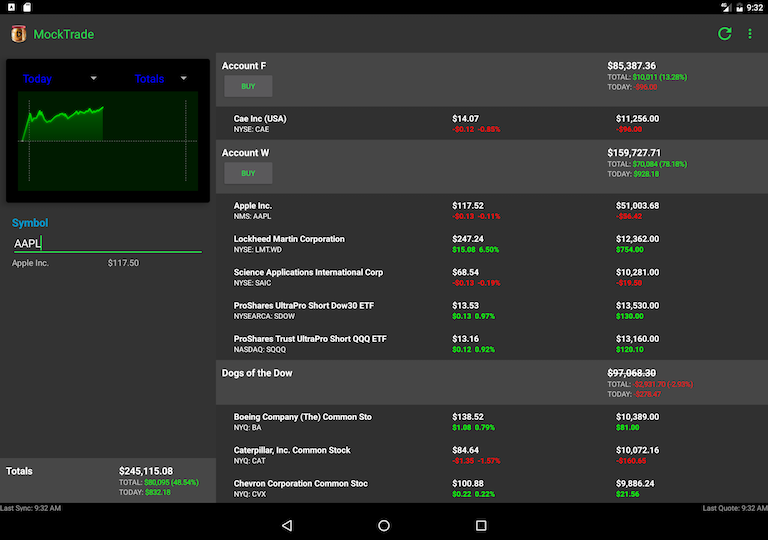 9:32
MockTrade
Today Totals
Symbol
AAPL
Apple Inc. $117.50
Totals $245,115.08
TOTAL: $80,095 (48.54%)
TODAY: $832.18
Account F $85,387.36
TOTAL: $10,011 (13.28%)
BUY
TODAY: -$96.00
Cae Inc (USA) $14.07 $11,256.00
NYSE: CAE -$0.12 -0.85% -$96.00
Account W $159,727.71
TOTAL: $70,084 (78.18%)
BUY
TODAY: $928.18
Apple Inc. $117.52 $51,003.68
NMS: AAPL -$0.13 -0.11% -$56.42
Lockheed Martin Corporation $247.24 $12,362.00
NYSE: LMT.WD $15.08 6.50% $754.00
Science Applications International Corp $68.54 $10,281.00
NYSE: SAIC -$0.13 -0.19% -$19.58
ProShares UltraPro Short Dow30 ETF $13.53 $13,530.00
NYSEARCA: SDOW $0.13 0.97% $130.00
ProShares Trust UltraPro Short QQQ ETF $13.16 $13,160.00
NASDAQ: SQQQ $0.12 0.92% $120.10
Dogs of the Dow $97,068.30
TOTAL: -$2,931.70 (-2.93%)
TODAY: -$278.47
Boeing Company (The) Common Sto $138.52 $10,389.00
NYQ: BA $1.08 0.79% $81.00
Caterpillar, Inc. Common Stock $84.64 $10,072.16
NYQ: CAT -$1.35 -1.57% -$160.65
Chevron Corporation Common Stoc $100.88 $9,886.24
NYQ: CVX $0.22 0.22% $21.56
Last Sync: 9:32 AM Last Quote: 9:32 AM